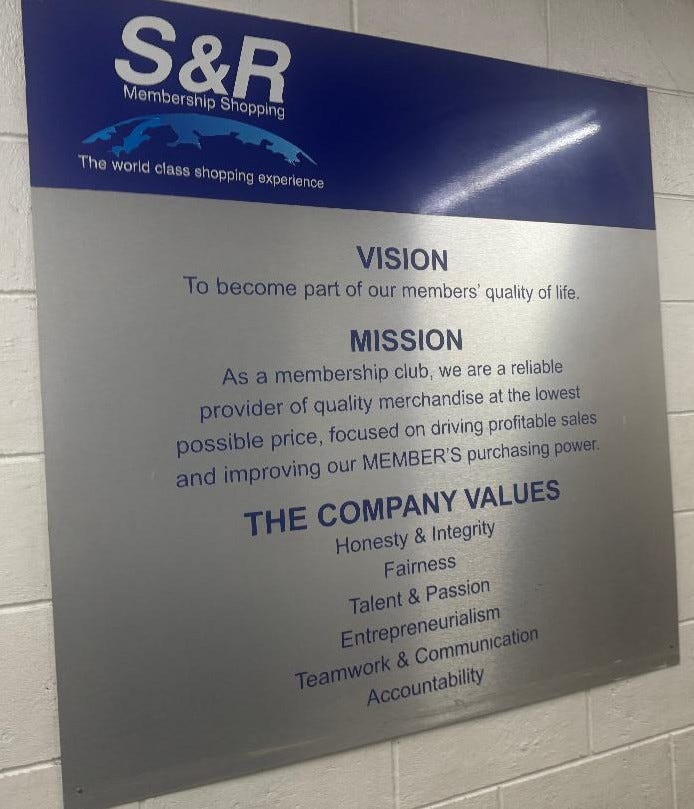 S&R
Membership Shopping
The world class shopping experience
VISION
To become part of our members' quality of life.
MISSION
As a membership club, we are a reliable
provider of quality merchandise at the lowest
possible price, focused on driving profitable sales
and improving our MEMBER'S purchasing power.
THE COMPANY VALUES
Honesty & Integrity
Fairness
Talent & Passion
Entrepreneurialism
Teamwork & Communication
Accountability